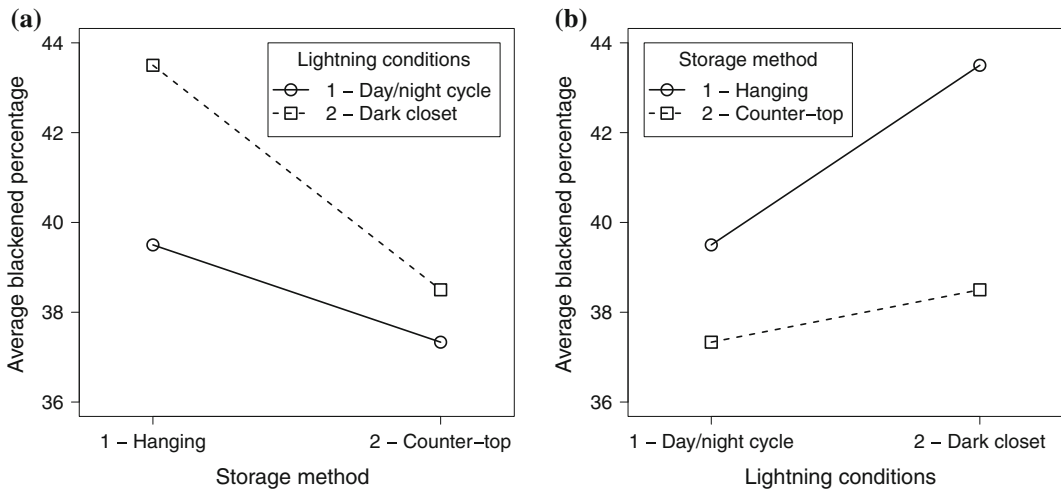 (a)
44
42
40
38
36
Average blackened percentage
Lightning conditions
1 – Day/night cycle
2 – Dark closet
1 – Hanging
2 – Counter–top
Storage method
(b)
44
42
40
38
36
Average blackened percentage
Storage method
1 – Hanging
2 – Counter–top
1 – Day/night cycle
2 – Dark closet
Lightning conditions